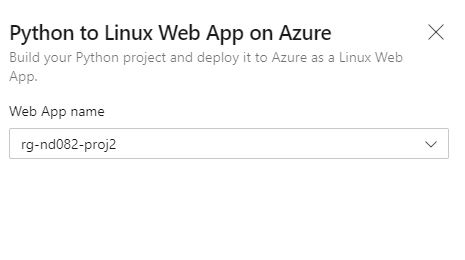 Python to Linux Web App on Azure
Build your Python project and deploy it to Azure as a Linux Web
App.
Web App name
rg-nd082-proj2